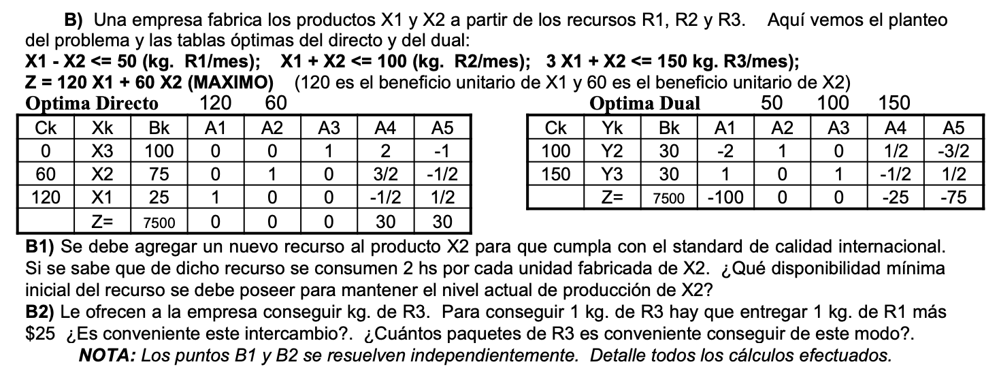 B) Una empresa fabrica los productos X1 y X2 a partir de los recursos R1, R2 y R3. Aquí vemos el planteo
del problema y las tablas óptimas del directo y del dual:
X1 - X2 <= 50 (kg. R1/mes); X1 + X2 <= 100 (kg. R2/mes); 3 X1 + X2 <= 150 kg. R3/mes);
Z = 120 X1 + 60 X2 (MAXIMO) (120 es el beneficio unitario de X1 y 60 es el beneficio unitario de X2)
Optima Directo 120 60
Ck Xk Bk A1 A2 A3 A4 A5
0 X3 100 0 0 1 2 -1
60 X2 75 0 1 0 3/2 -1/2
120 X1 25 1 0 0 -1/2 1/2
Z= 7500 0 0 0 30 30
Optima Dual 50 100 150
Ck Yk Bk A1 A2 A3 A4 A5
100 Y2 30 -2 1 0 1/2 -3/2
150 Y3 30 1 0 1 -1/2 1/2
Z= 7500 -100 0 0 -25 -75
B1) Se debe agregar un nuevo recurso al producto X2 para que cumpla con el standard de calidad internacional.
Si se sabe que de dicho recurso se consumen 2 hs por cada unidad fabricada de X2. ¿Qué disponibilidad mínima
inicial del recurso se debe poseer para mantener el nivel actual de producción de X2?
B2) Le ofrecen a la empresa conseguir kg. de R3. Para conseguir 1 kg. de R3 hay que entregar 1 kg. de R1 más
$25 ¿Es conveniente este intercambio?. ¿Cuántos paquetes de R3 es conveniente conseguir de este modo?.
NOTA: Los puntos B1 y B2 se resuelven independientemente. Detalle todos los cálculos efectuados.